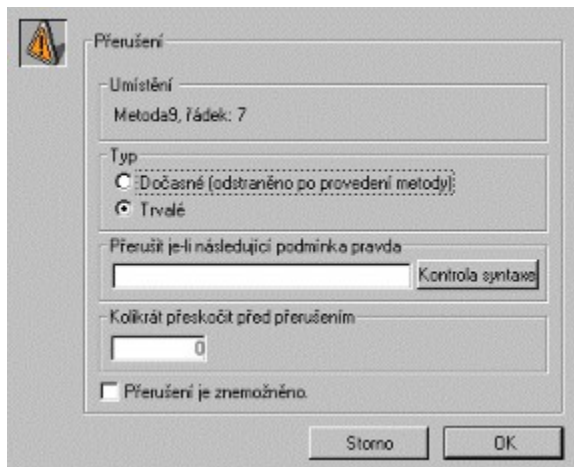 Přerušení
Umístění
Metoda9, řádek: 7
Typ
Dočasné (odstraněno po provedení metody)
Trvalé
Přerušit je-li následující podmínka pravda
Kontrola syntaxe
Kolikrát přeskočit před přerušením
0
Přerušení je znemožněno.
Storno OK